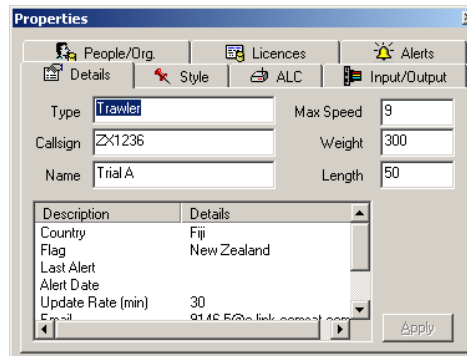 Properties
People/Org. Licences Alerts
Details Style ALC Input/Output
Type Trawler Max Speed 9
Callsign ZX1236 Weight 300
Name Trial A Length 50
Description Details
Country Fiji
Flag New Zealand
Last Alert
Alert Date
Update Rate (min) 30
Email
Apply